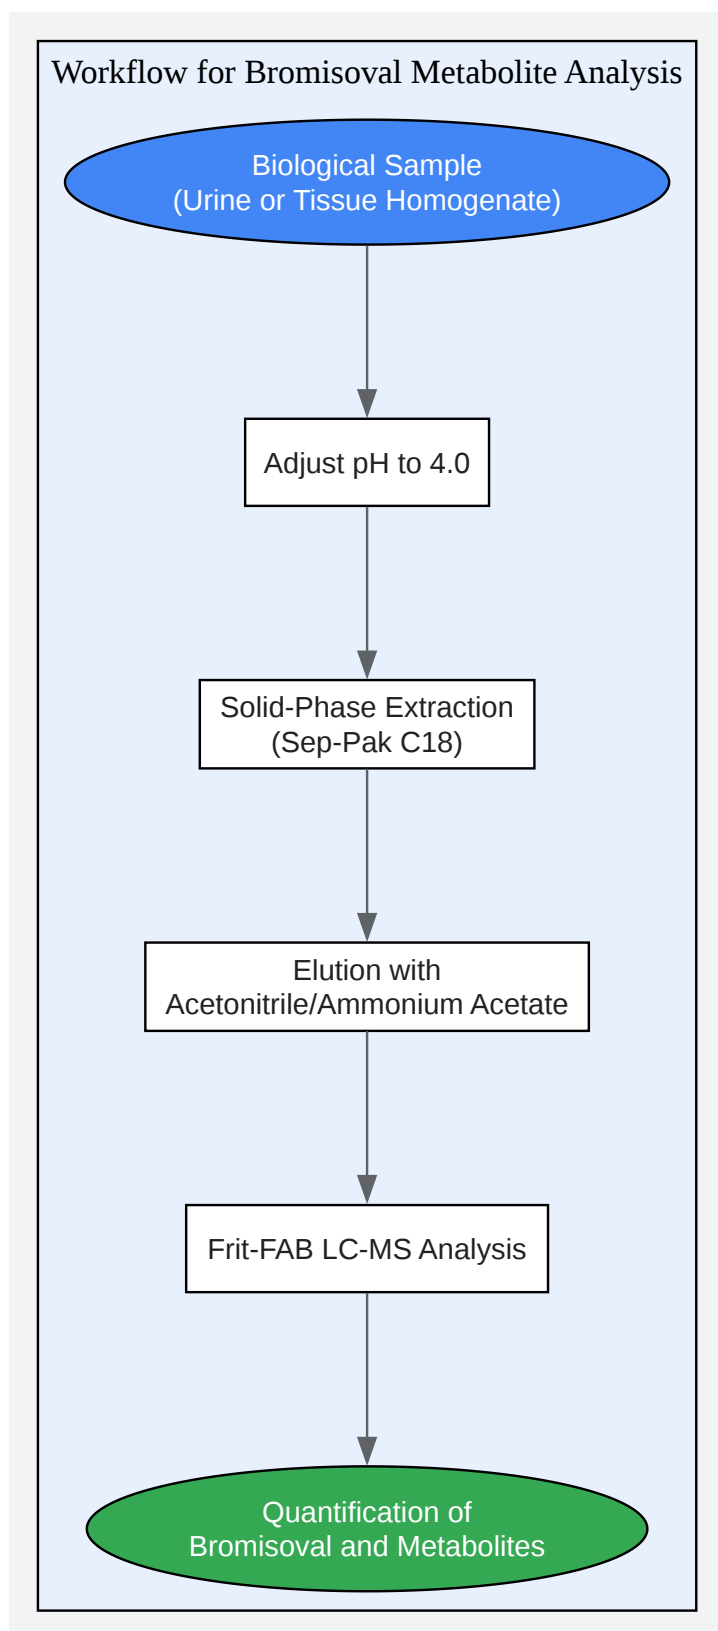 Workflow for Bromisoval Metabolite Analysis
Biological Sample
(Urine or Tissue Homogenate)
Adjust pH to 4.0
Solid-Phase Extraction
(Sep-Pak C18)
Elution with
Acetonitrile/Ammonium Acetate
Frit-FAB LC-MS Analysis
Quantification of
Bromisoval and Metabolites